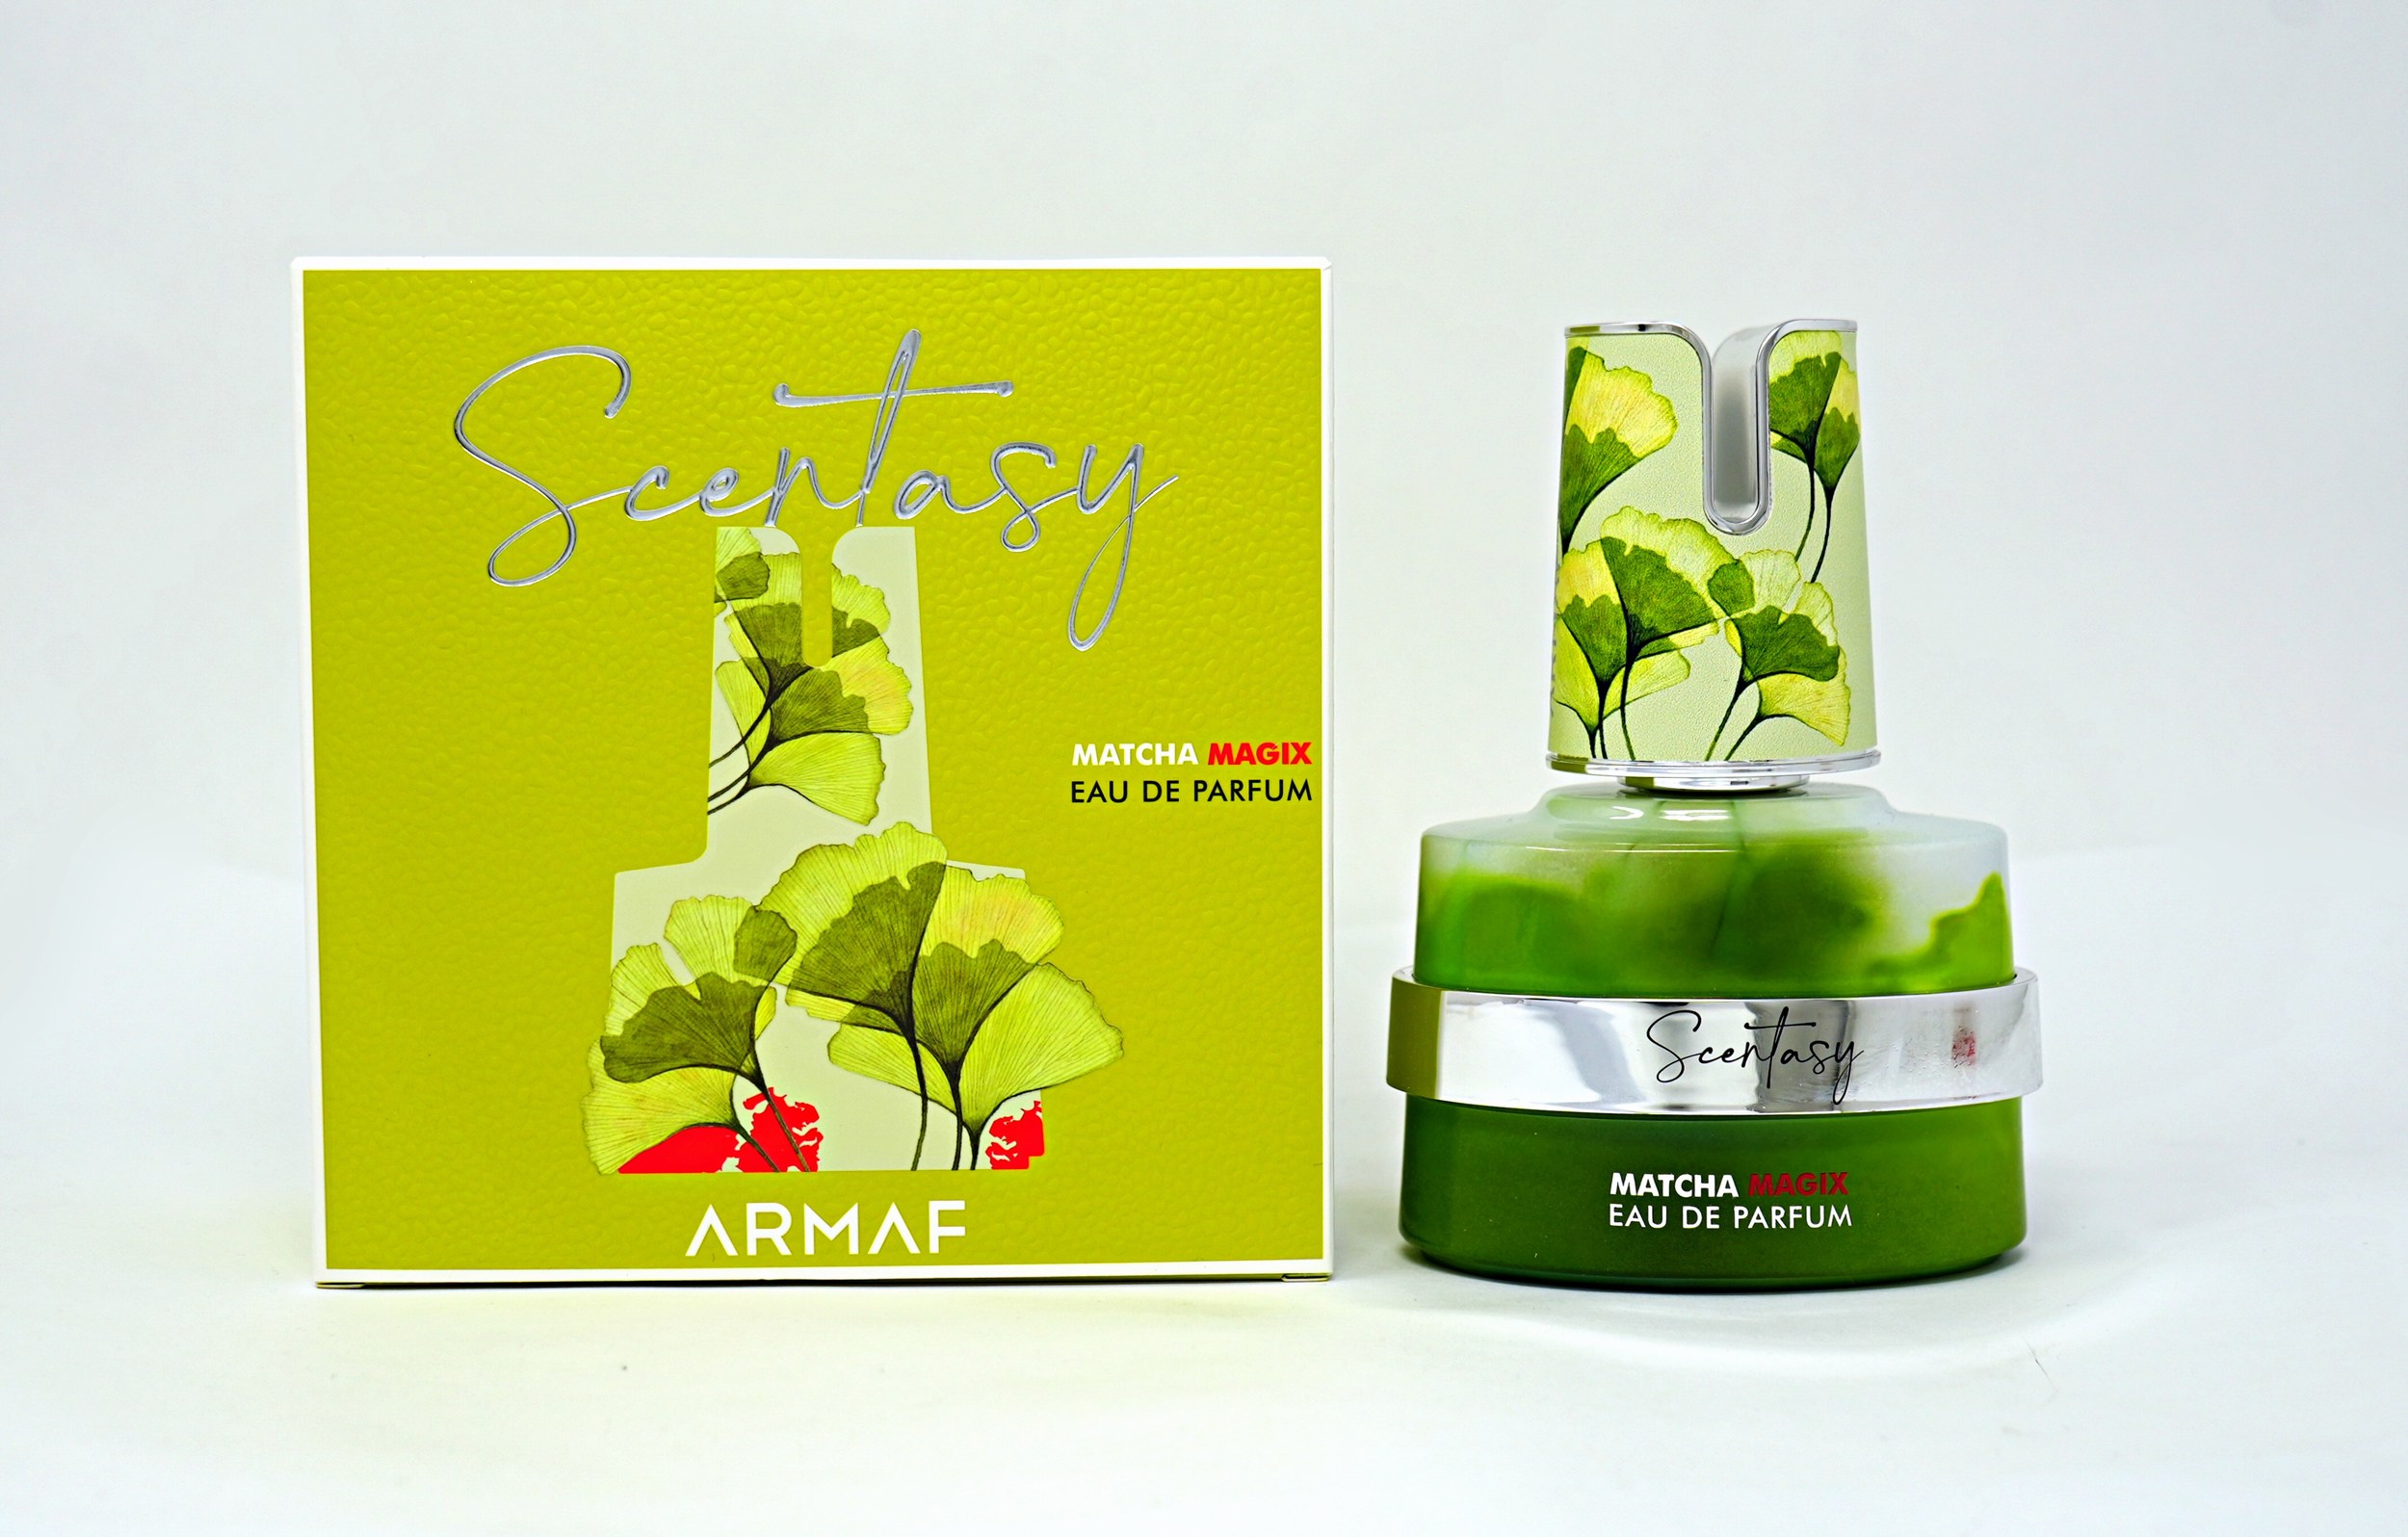 Scentasy
MATCHA MAGIX
EAU DE PARFUM
ARMAF
Scentasy
MATCHA MAGIX
EAU DE PARFUM